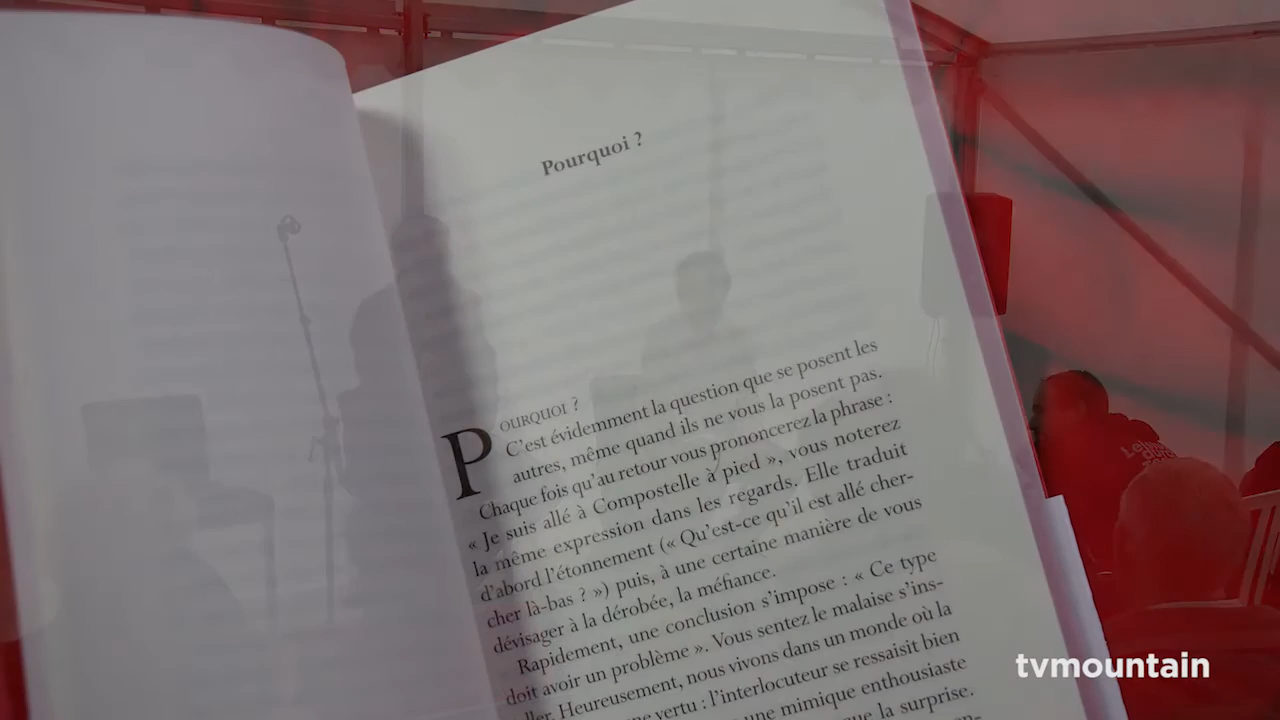 Pourquoi ?
POURQUOI ?
C'est évidemment la question que se posent les
autres, même quand ils ne vous la posent pas.
Chaque fois qu'au retour vous prononcerez la phrase :
« Je suis allé à Compostelle à pied », vous noterez
la même expression dans les regards. Elle traduit
d'abord l'étonnement (« Qu'est-ce qu'il est allé cher-
cher là-bas ? ») puis, à une certaine manière de vous
dévisager à la dérobée, la méfiance.
Rapidement, une conclusion s'impose : « Ce type
doit avoir un problème ». Vous sentez le malaise s'ins-
taller. Heureusement, nous vivons dans un monde où la
vertu : l'interlocuteur se ressaisit bien
une mimique enthousiaste
la surprise.
tvmountain